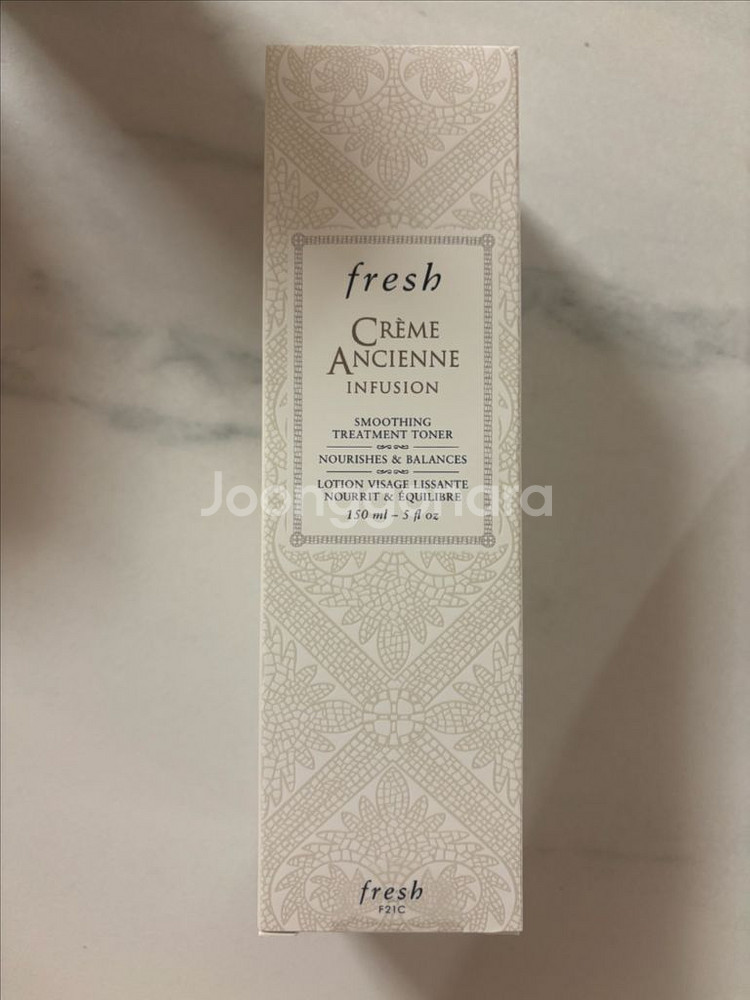 fresh
CRÈME
ANCIENNE
INFUSION
SMOOTHING
TREATMENT TONER
NOURISHES & BALANCES
LOTION VISAGE LISSANTE
NOURRIT & ÉQUILIBRE
Joonggonara
150 ml – 5 fl oz
fresh
F21C